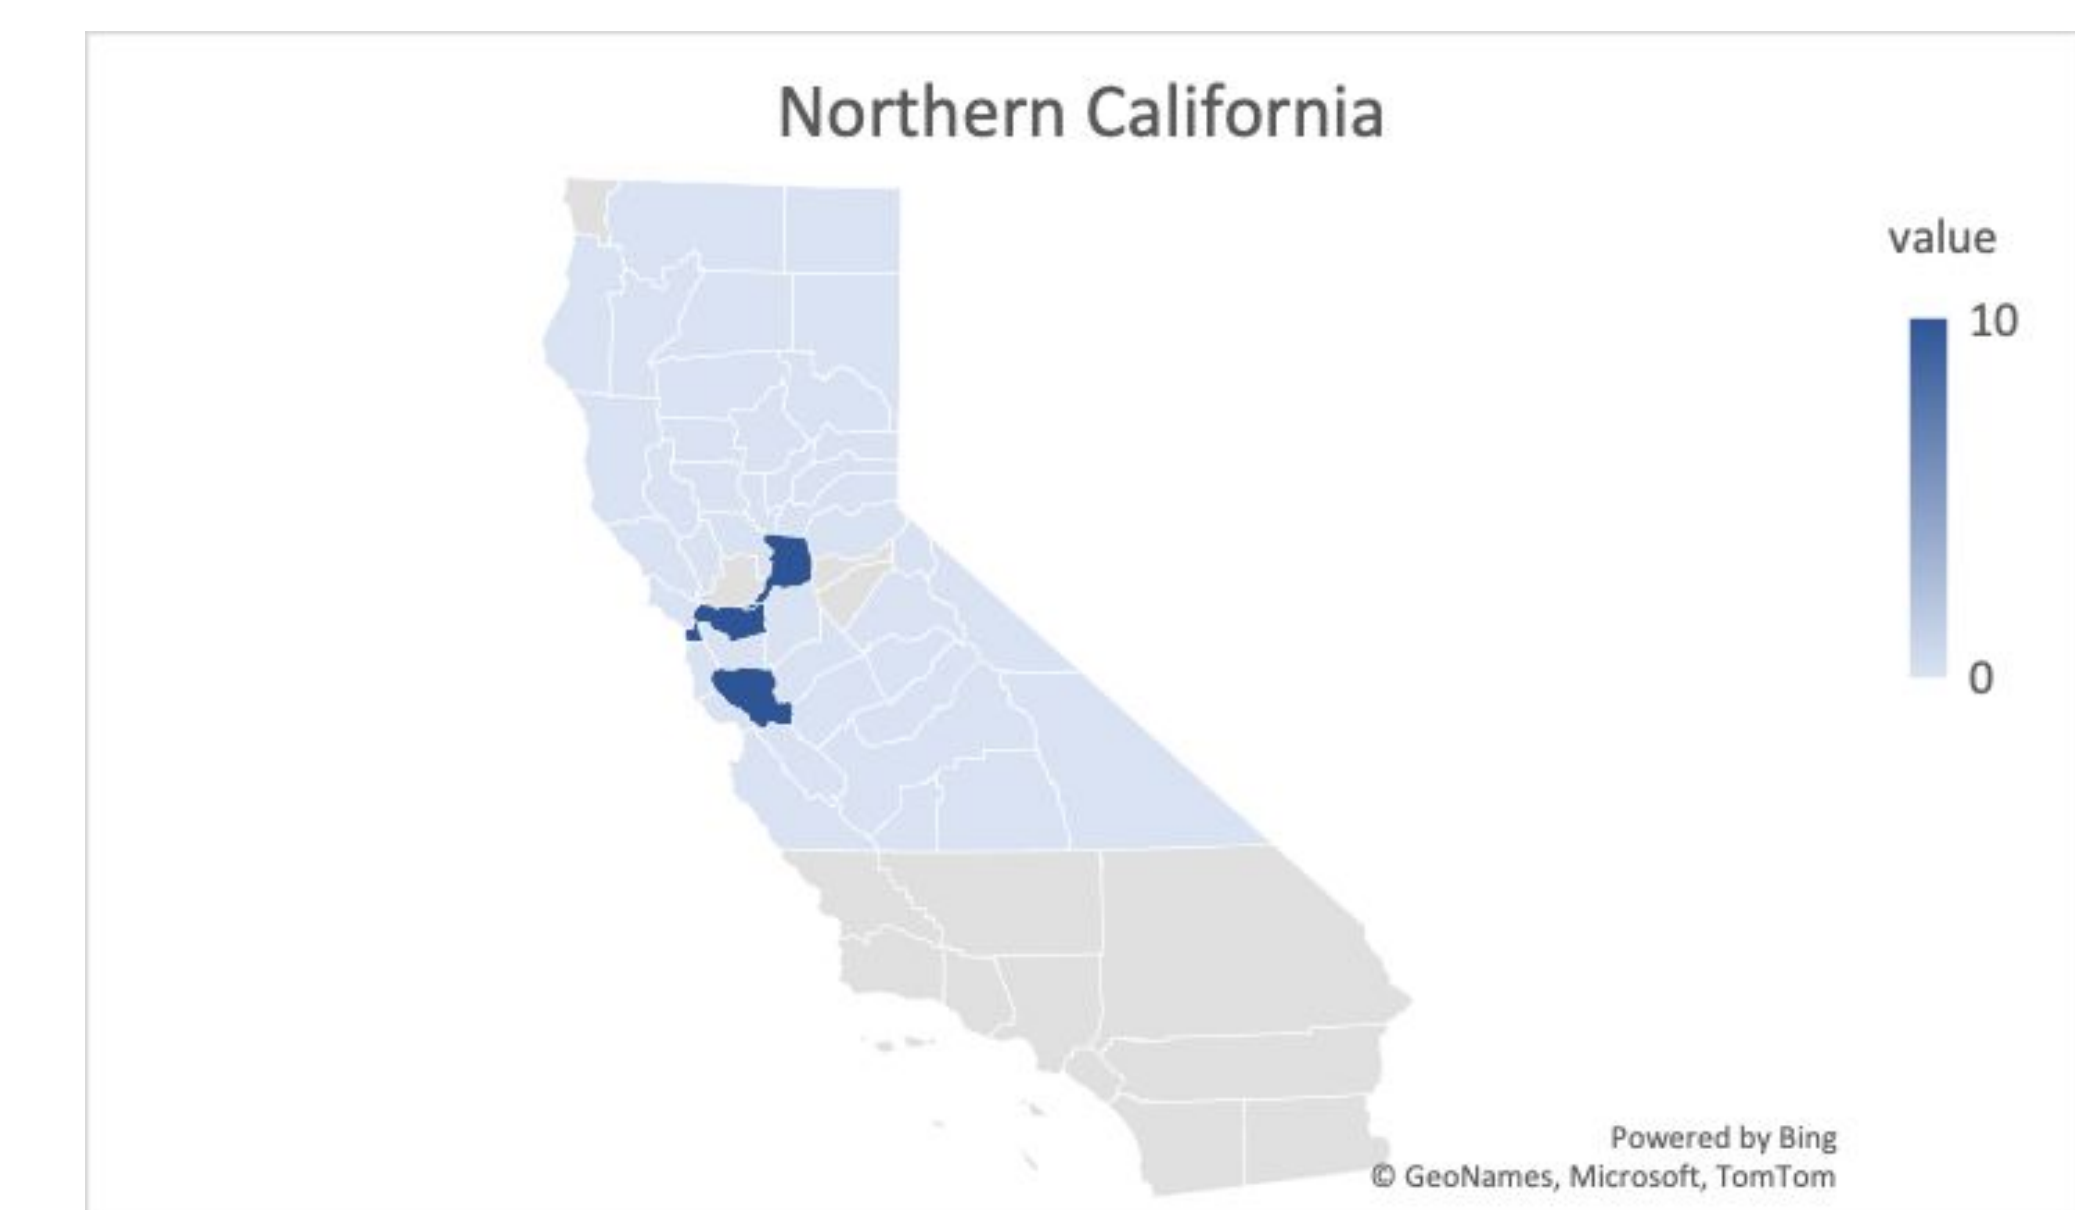 Northern California
value
10
0
Powered by Bing
© GeoNames, Microsoft, TomTom